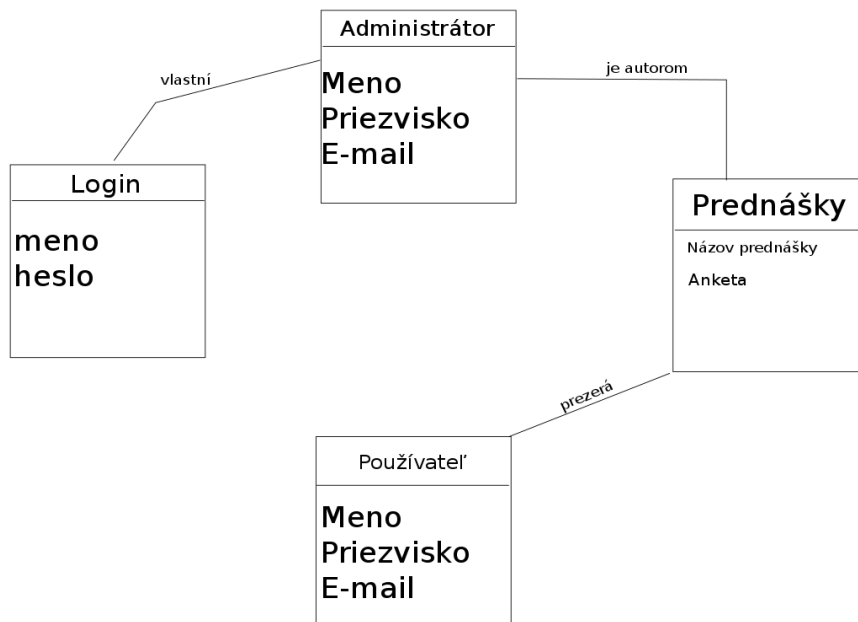 Administrátor
Meno
Priezvisko
E-mail
vlastní
je autorom
Login
meno
heslo
Prednášky
Názov prednášky
Anketa
prezerá
Používateľ
Meno
Priezvisko
E-mail